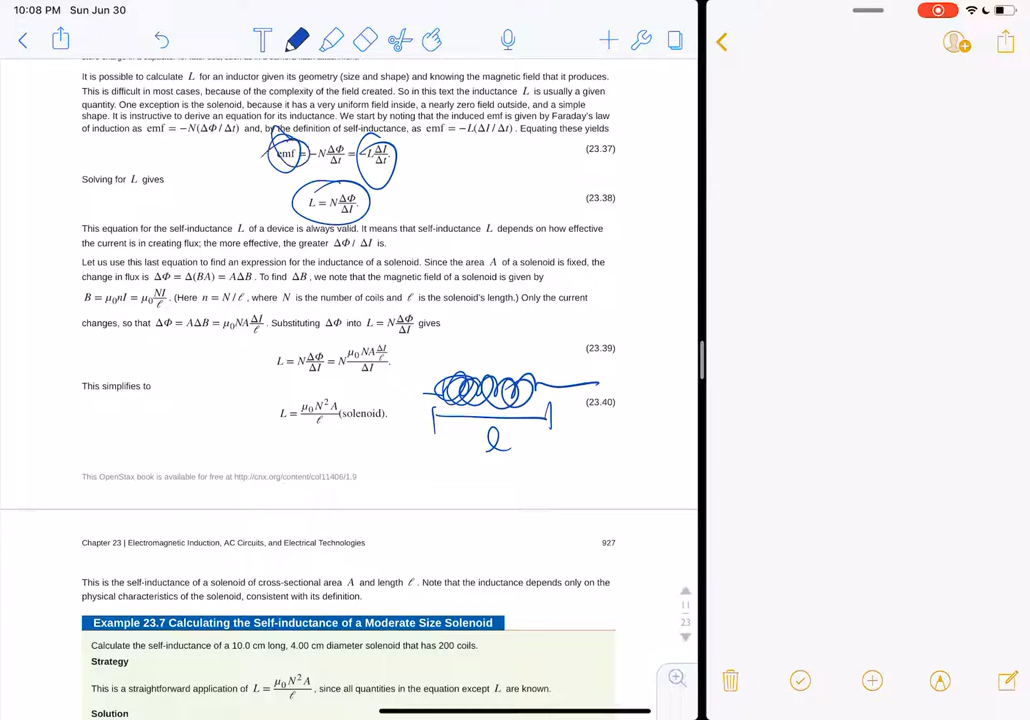 10:08 PM Sun Jun 30
It is possible to calculate L for an inductor given its geometry (size and shape) and knowing the magnetic field that it produces.
This is difficult in most cases, because of the complexity of the field created. So in this text the inductance L is usually a given
quantity. One exception is the solenoid, because it has a very uniform field inside, a nearly zero field outside, and a simple
shape. It is instructive to derive an equation for its inductance. We start by noting that the induced emf is given by Faraday's law
of induction as emf = −N(ΔΦ / Δt) and, by the definition of self-inductance, as emf = −L(ΔI / Δt) . Equating these yields
emf = −N ΔΦ/Δt = −L ΔI/Δt. (23.37)
Solving for L gives
L = N ΔΦ/ΔI. (23.38)
This equation for the self-inductance L of a device is always valid. It means that self-inductance L depends on how effective
the current is in creating flux; the more effective, the greater ΔΦ / ΔI is.
Let us use this last equation to find an expression for the inductance of a solenoid. Since the area A of a solenoid is fixed, the
change in flux is ΔΦ = Δ(BA) = AΔB . To find ΔB , we note that the magnetic field of a solenoid is given by
B = μ₀nI = μ₀ NI/ℓ . (Here n = N / ℓ , where N is the number of coils and ℓ is the solenoid's length.) Only the current
changes, so that ΔΦ = AΔB = μ₀NA ΔI/ℓ . Substituting ΔΦ into L = N ΔΦ/ΔI gives
L = N ΔΦ/ΔI = N μ₀ NA ΔI/ℓ / ΔI. (23.39)
This simplifies to
L = μ₀ N² A/ℓ (solenoid). (23.40)
ℓ
This OpenStax book is available for free at http://cnx.org/content/col11406/1.9
Chapter 23 | Electromagnetic Induction, AC Circuits, and Electrical Technologies 927
This is the self-inductance of a solenoid of cross-sectional area A and length ℓ . Note that the inductance depends only on the
physical characteristics of the solenoid, consistent with its definition.
11
23
Example 23.7 Calculating the Self-inductance of a Moderate Size Solenoid
Calculate the self-inductance of a 10.0 cm long, 4.00 cm diameter solenoid that has 200 coils.
Strategy
This is a straightforward application of L = μ₀ N² A/ℓ , since all quantities in the equation except L are known.
Solution